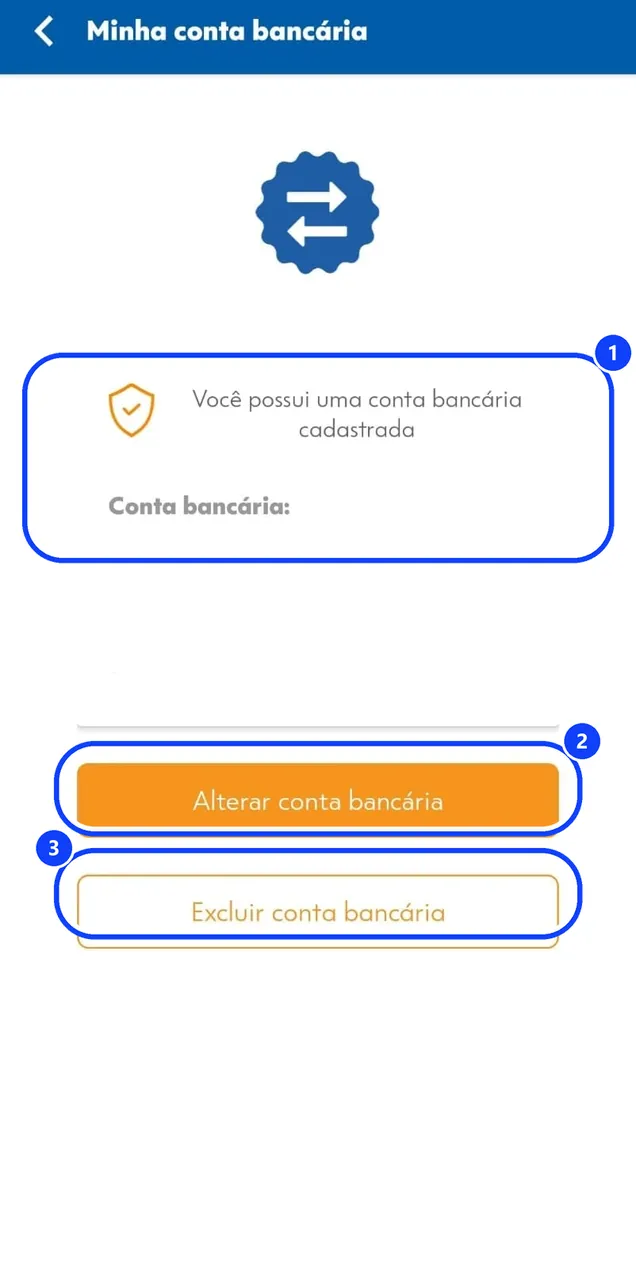 Minha conta bancária
1
Você possui uma conta bancária
cadastrada
Conta bancária:
2
Alterar conta bancária
3
Excluir conta bancária